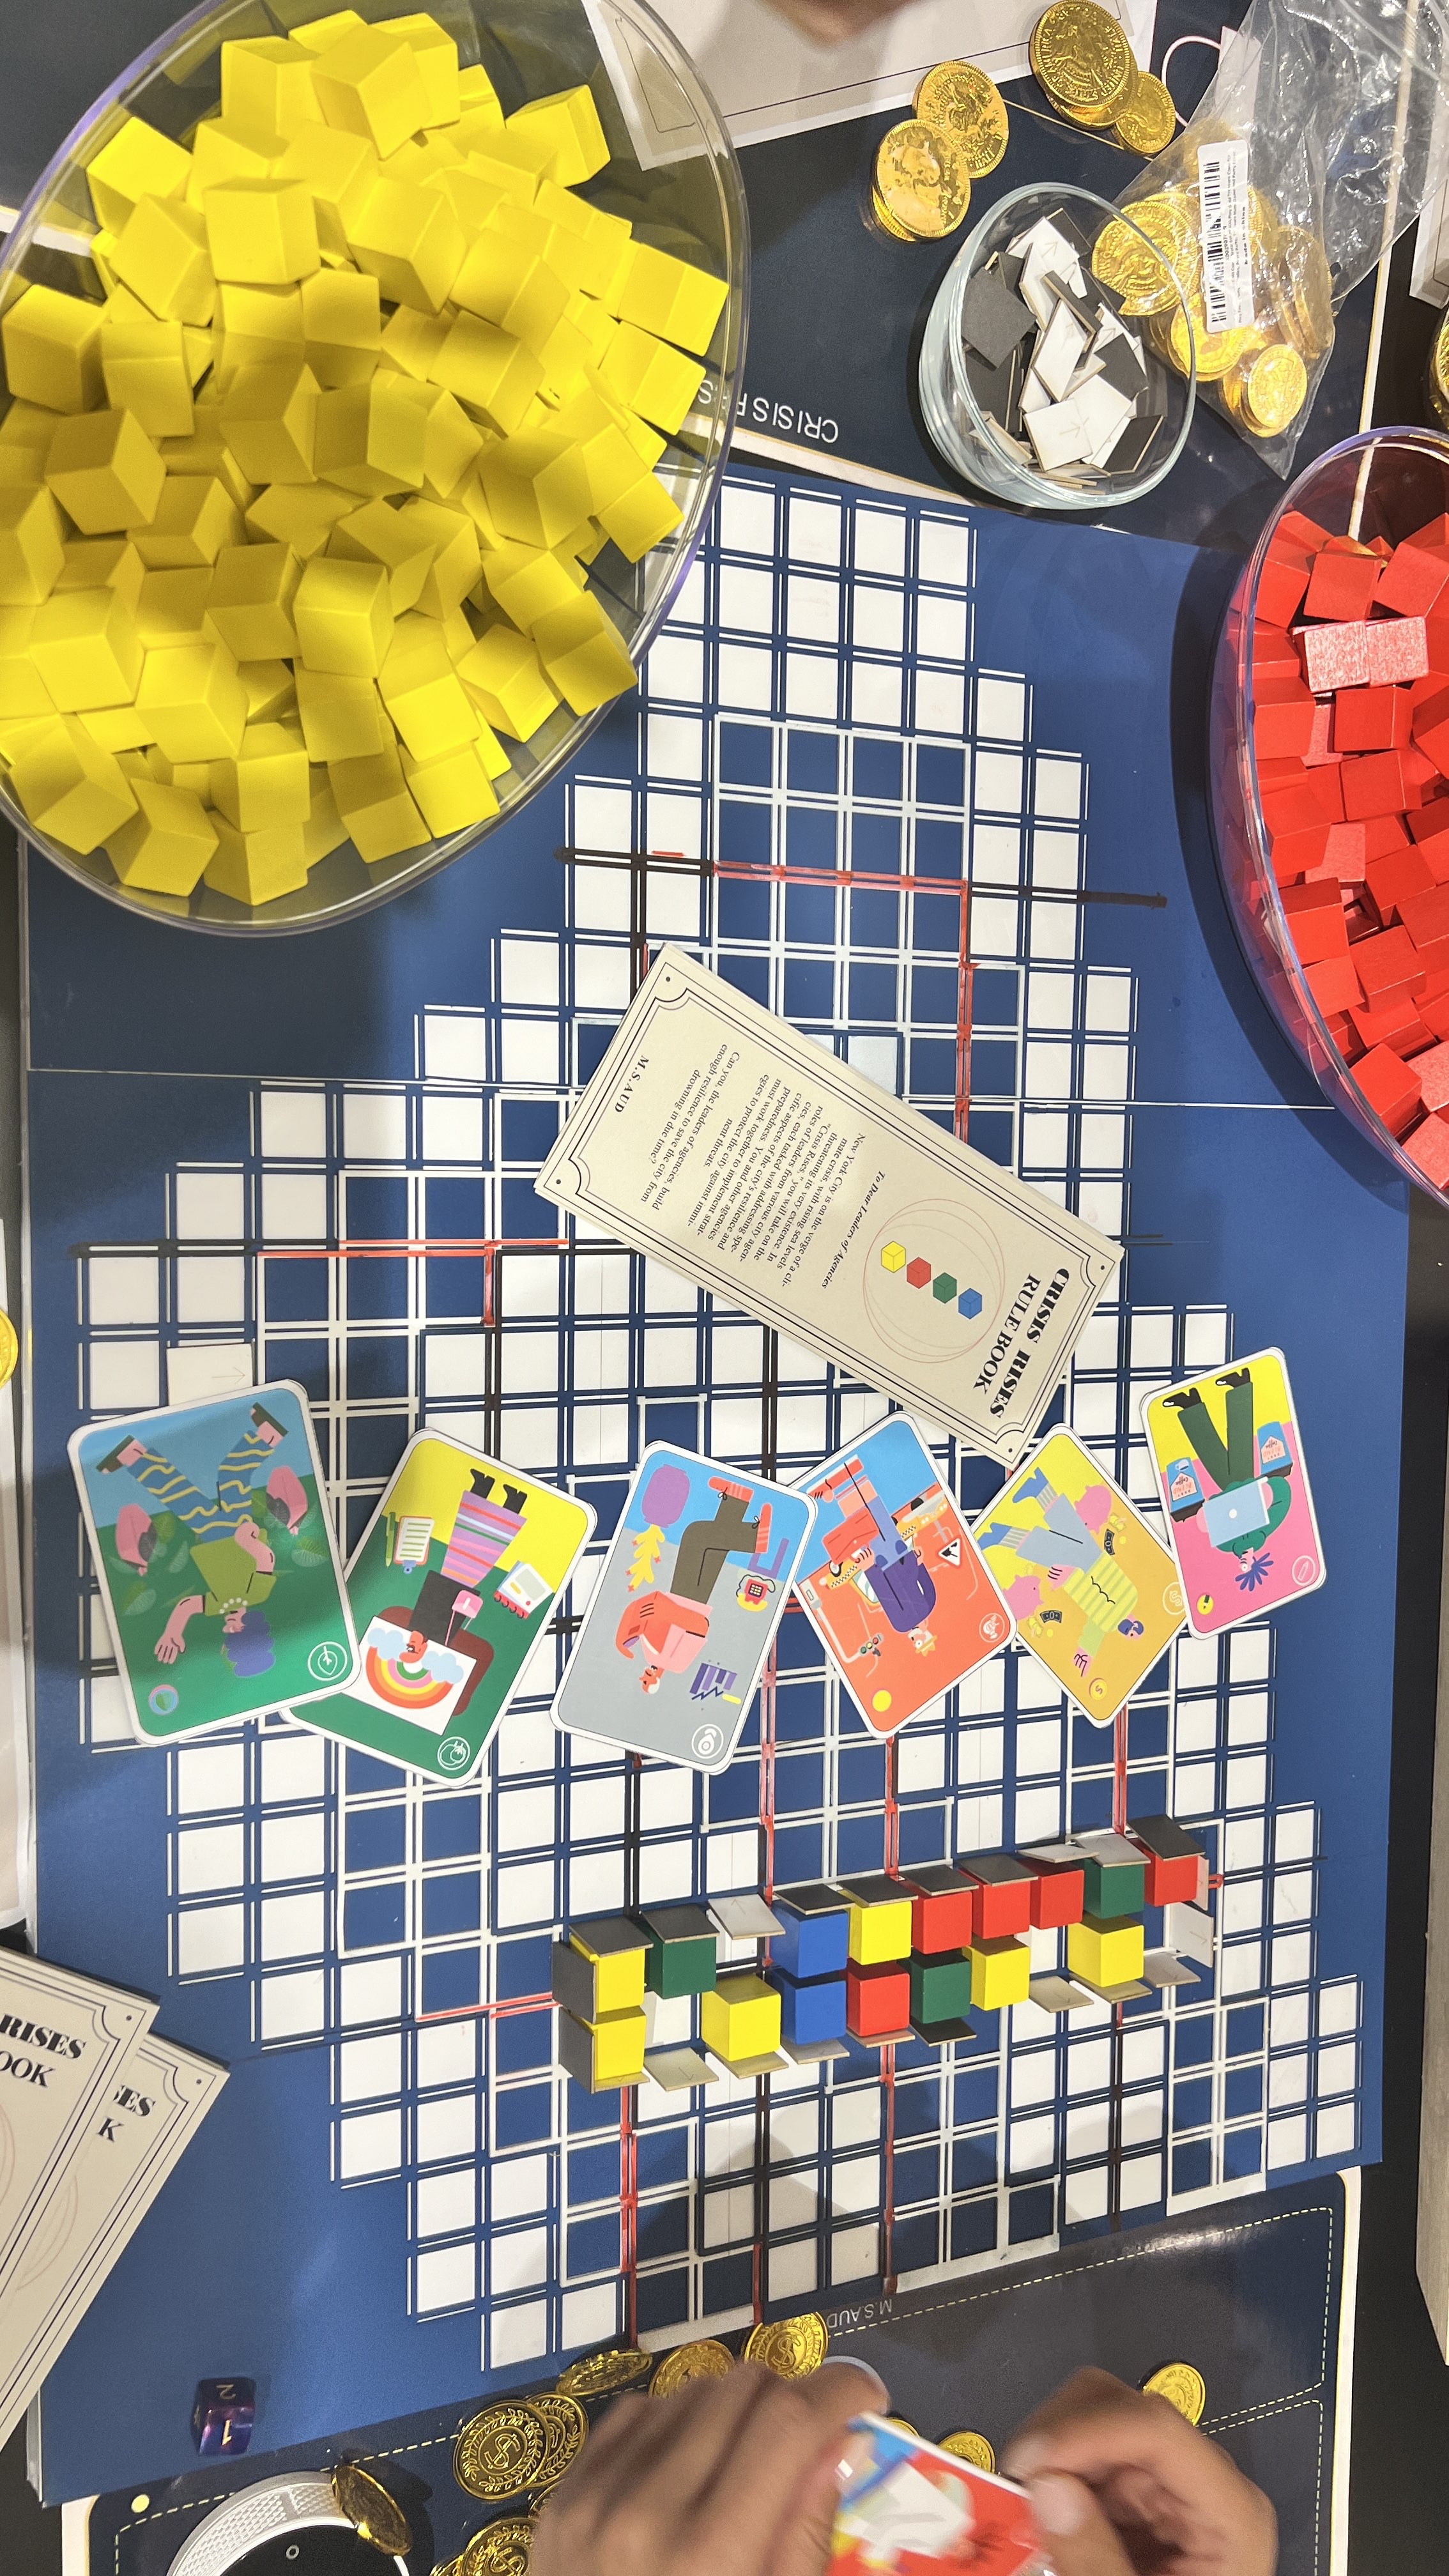 CRISIS RISES
RULE BOOK
To Dear Leaders of Agencies
New York City is on the verge of a cli-
mate crisis, with rising sea levels
threatening its very existence. In
"Crisis Rises," you will take on the
roles of leaders from various city agen-
cies, each tasked with addressing spe-
cific aspects of the city's resilience and
preparedness. You and other agencies
must work together to implement strat-
egies to protect the city against immi-
nent threats.
Can you, the leaders of agencies, build
enough resilience to save the city from
drowning in due time?
M.S.AUD
CRISIS
M.S.AUD
1
2
RISES